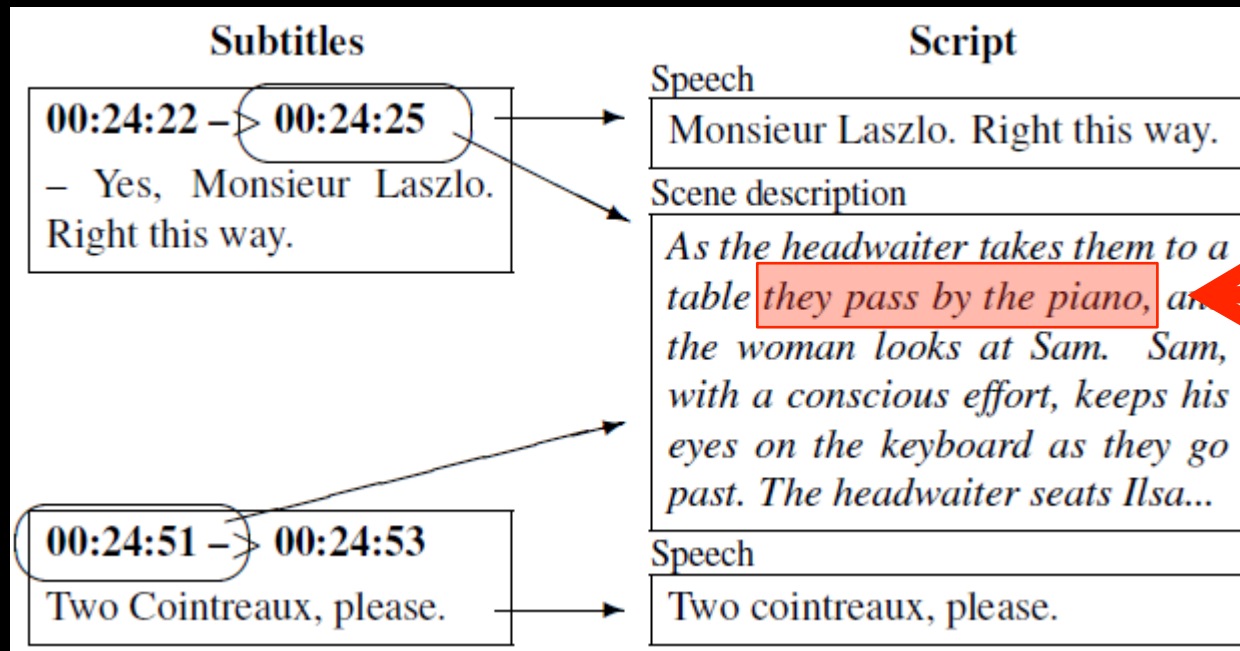 Subtitles
00:24:22 –> 00:24:25
– Yes, Monsieur Laszlo.
Right this way.
00:24:51 –> 00:24:53
Two Cointreaux, please.
Script
Speech
Monsieur Laszlo. Right this way.
Scene description
As the headwaiter takes them to a
table they pass by the piano,
the woman looks at Sam. Sam,
with a conscious effort, keeps his
eyes on the keyboard as they go
past. The headwaiter seats Ilsa...
Speech
Two cointreaux, please.